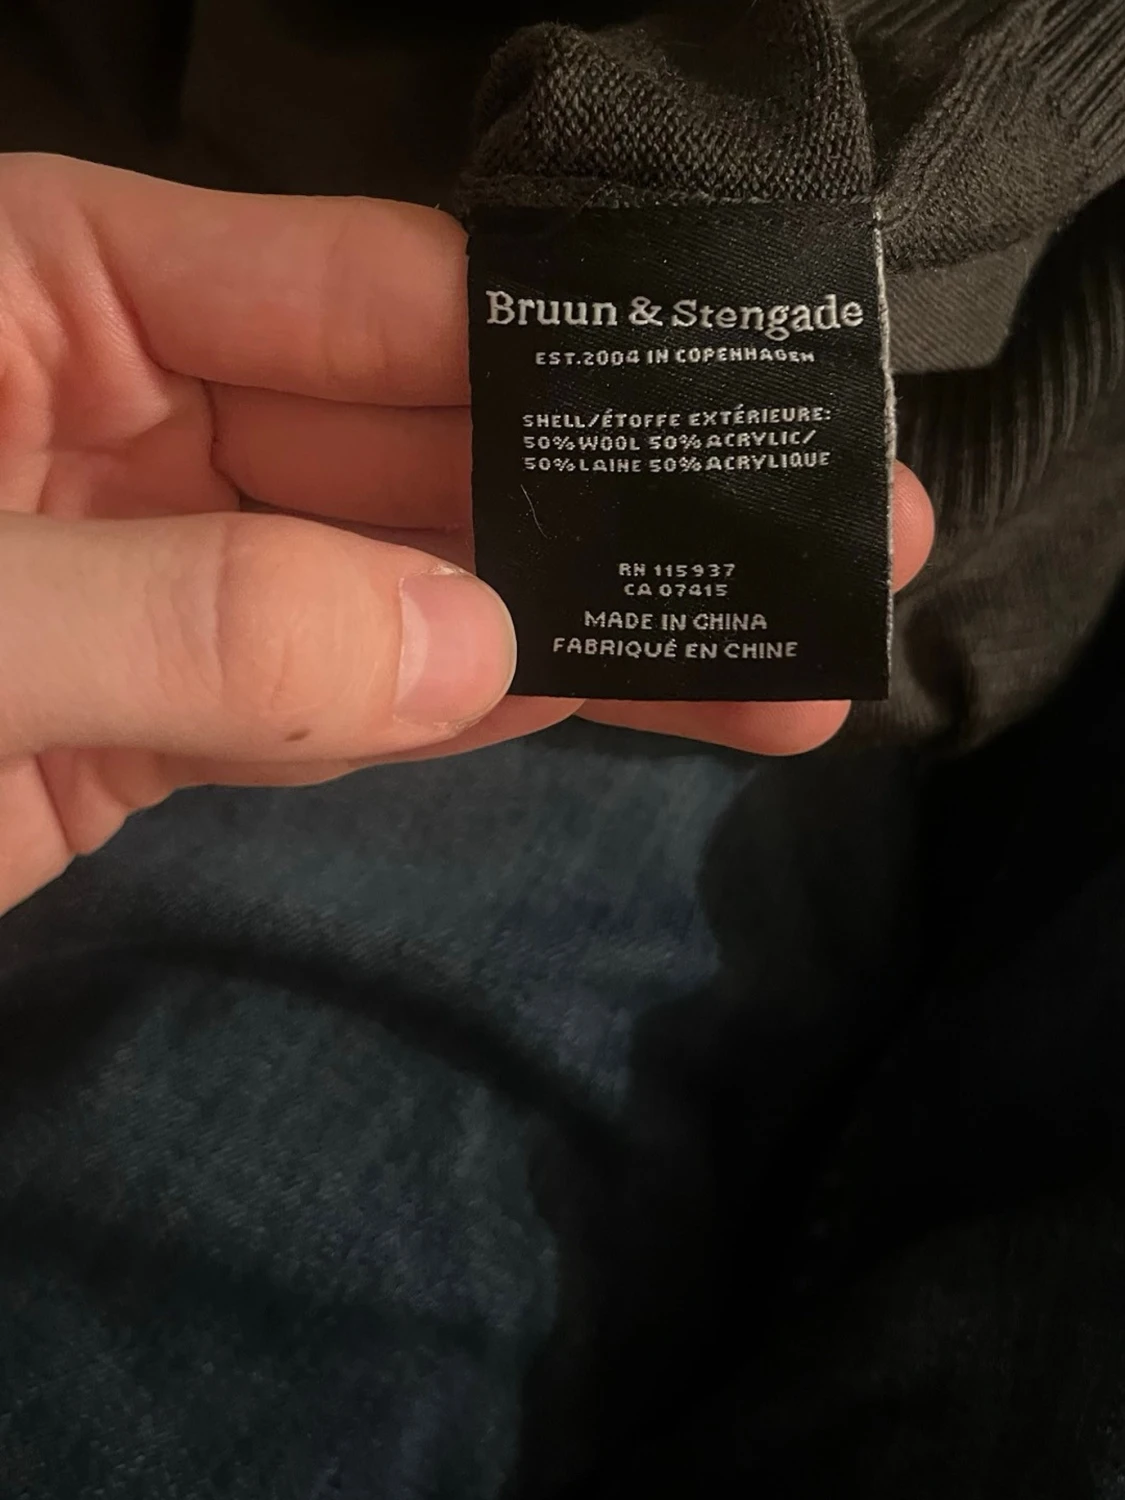 Bruun & Stengade
EST.2004 IN COPENHAGEN
SHELL/ÉTOFFE EXTÉRIEURE:
50% WOOL 50% ACRYLIC/
50% LAINE 50% ACRYLIQUE
RN 115937
CA 07415
MADE IN CHINA
FABRIQUÉ EN CHINE